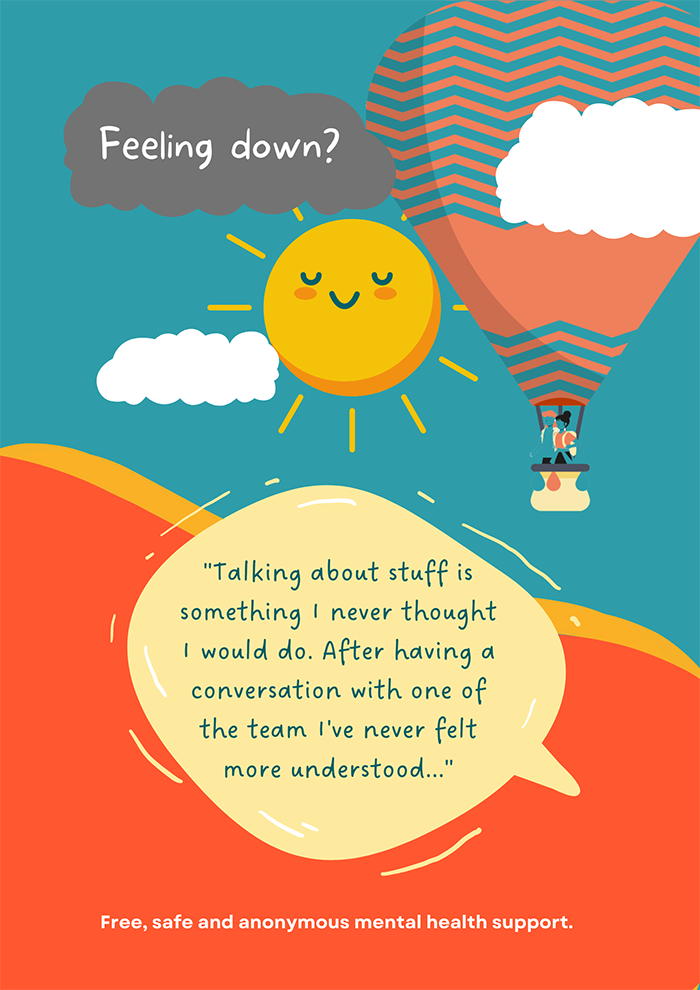 Feeling down?
"Talking about stuff is
something I never thought
I would do. After having a
conversation with one of
the team I've never felt
more understood..."
Free, safe and anonymous mental health support.